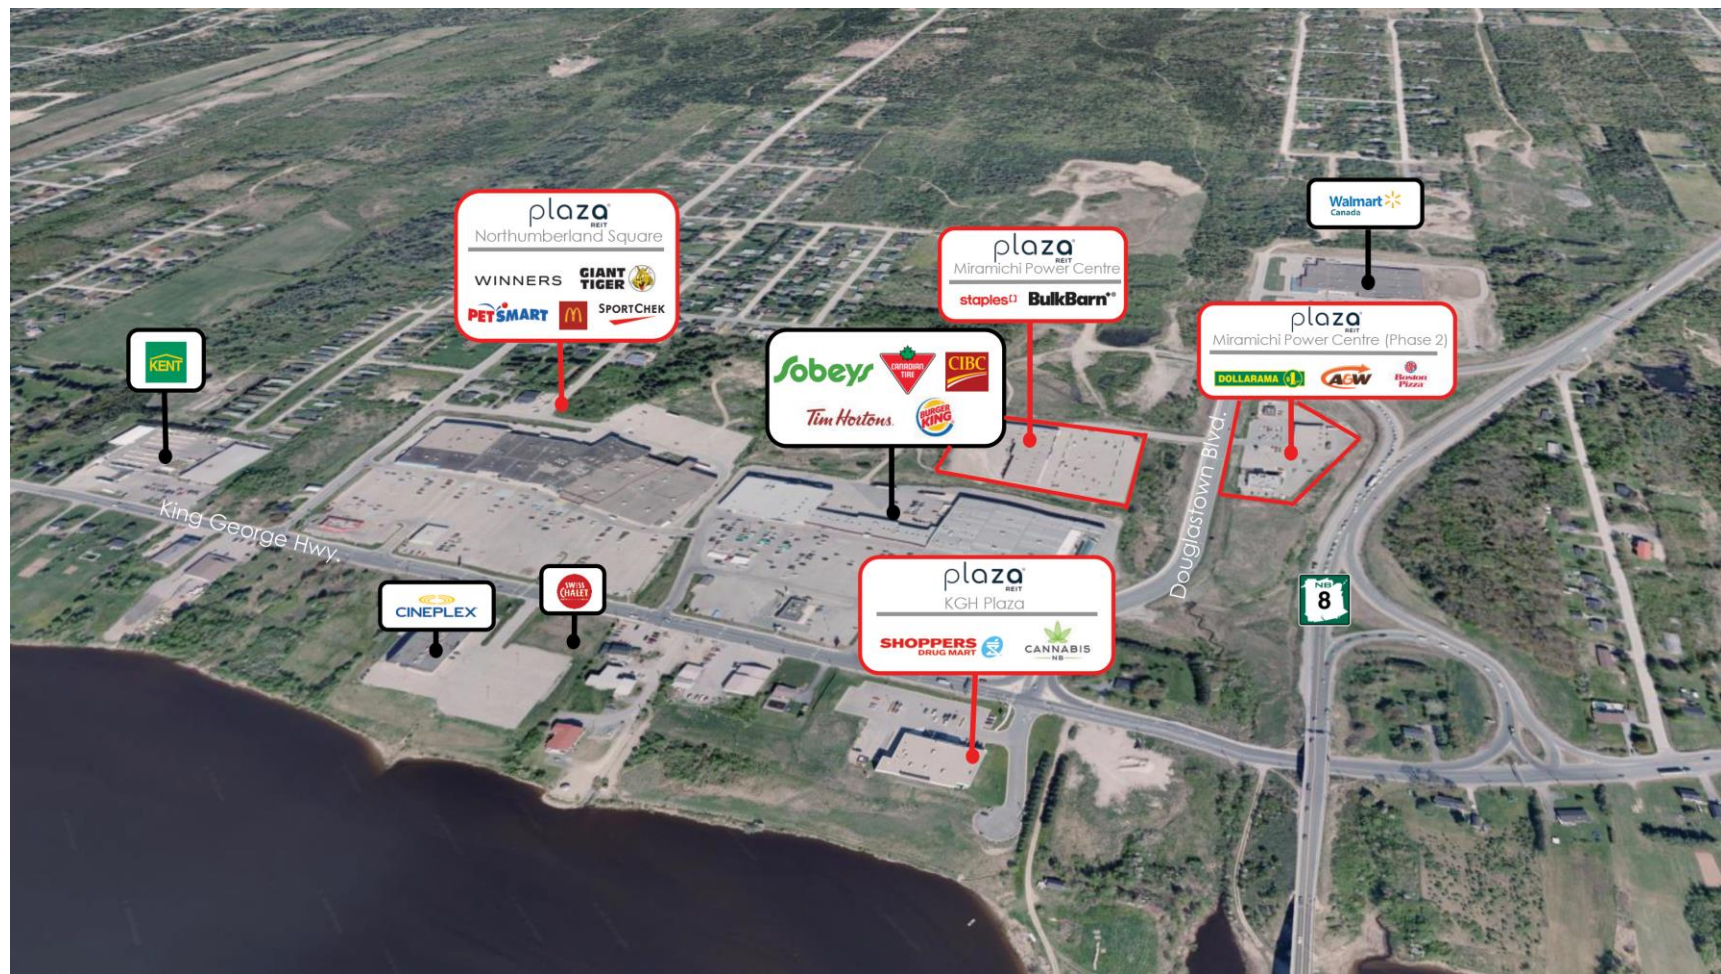 plaza
REIT
Northumberland Square
WINNERS
GIANT
TIGER
PETSMART
SPORTCHEK
KENT
plaza
REIT
Miramichi Power Centre
staples
BulkBarn
Walmart
Canada
plaza
REIT
Miramichi Power Centre (Phase 2)
DOLLARAMA
A&W
Boston
Pizza
Sobeys
CANADIAN
TIRE
CIBC
Tim Hortons
BURGER
KING
King George Hwy.
Douglastown Blvd.
CINEPLEX
SWISS
CHALET
plaza
REIT
KGH Plaza
SHOPPERS
DRUG MART
CANNABIS
NB
NB
8